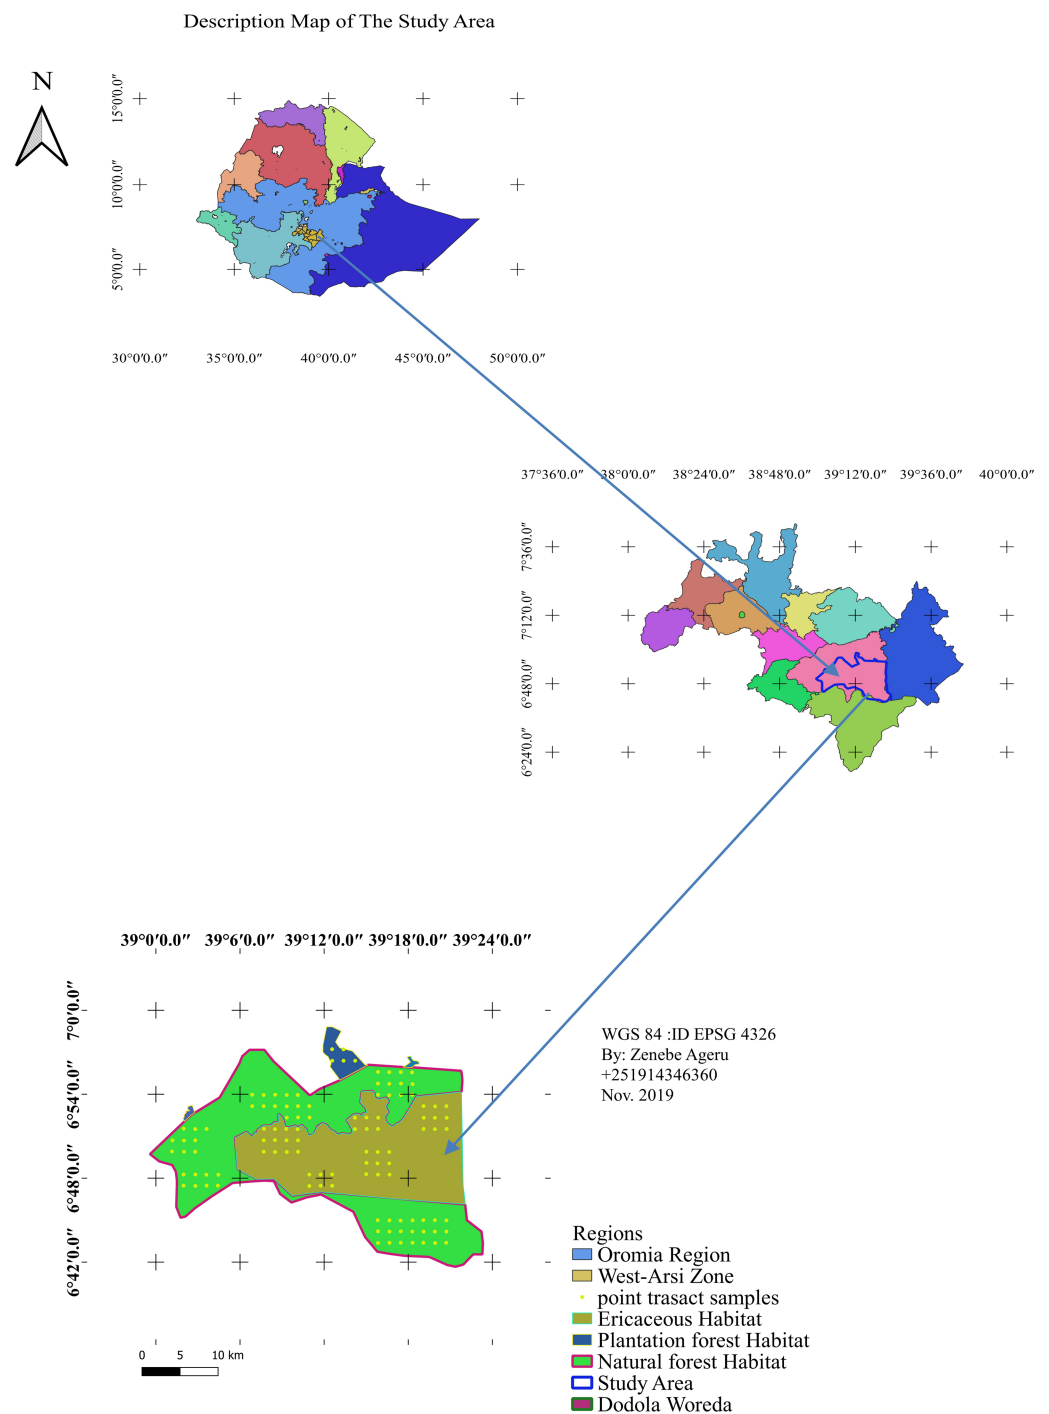 Description Map of The Study Area
N
15°0′0.0″
10°0′0.0″
5°0′0.0″
30°0′0.0″ 35°0′0.0″ 40°0′0.0″ 45°0′0.0″ 50°0′0.0″
37°36′0.0″ 38°0′0.0″ 38°24′0.0″ 38°48′0.0″ 39°12′0.0″ 39°36′0.0″ 40°0′0.0″
7°36′0.0″
7°12′0.0″
6°48′0.0″
6°24′0.0″
39°0′0.0″ 39°6′0.0″ 39°12′0.0″ 39°18′0.0″ 39°24′0.0″
7°0′0.0″
6°54′0.0″
6°48′0.0″
6°42′0.0″
WGS 84 :ID EPSG 4326
By: Zenebe Ageru
+251914346360
Nov. 2019
Regions
Oromia Region
West-Arsi Zone
point trasact samples
Ericaceous Habitat
Plantation forest Habitat
Natural forest Habitat
Study Area
Dodola Woreda
0 5 10 km